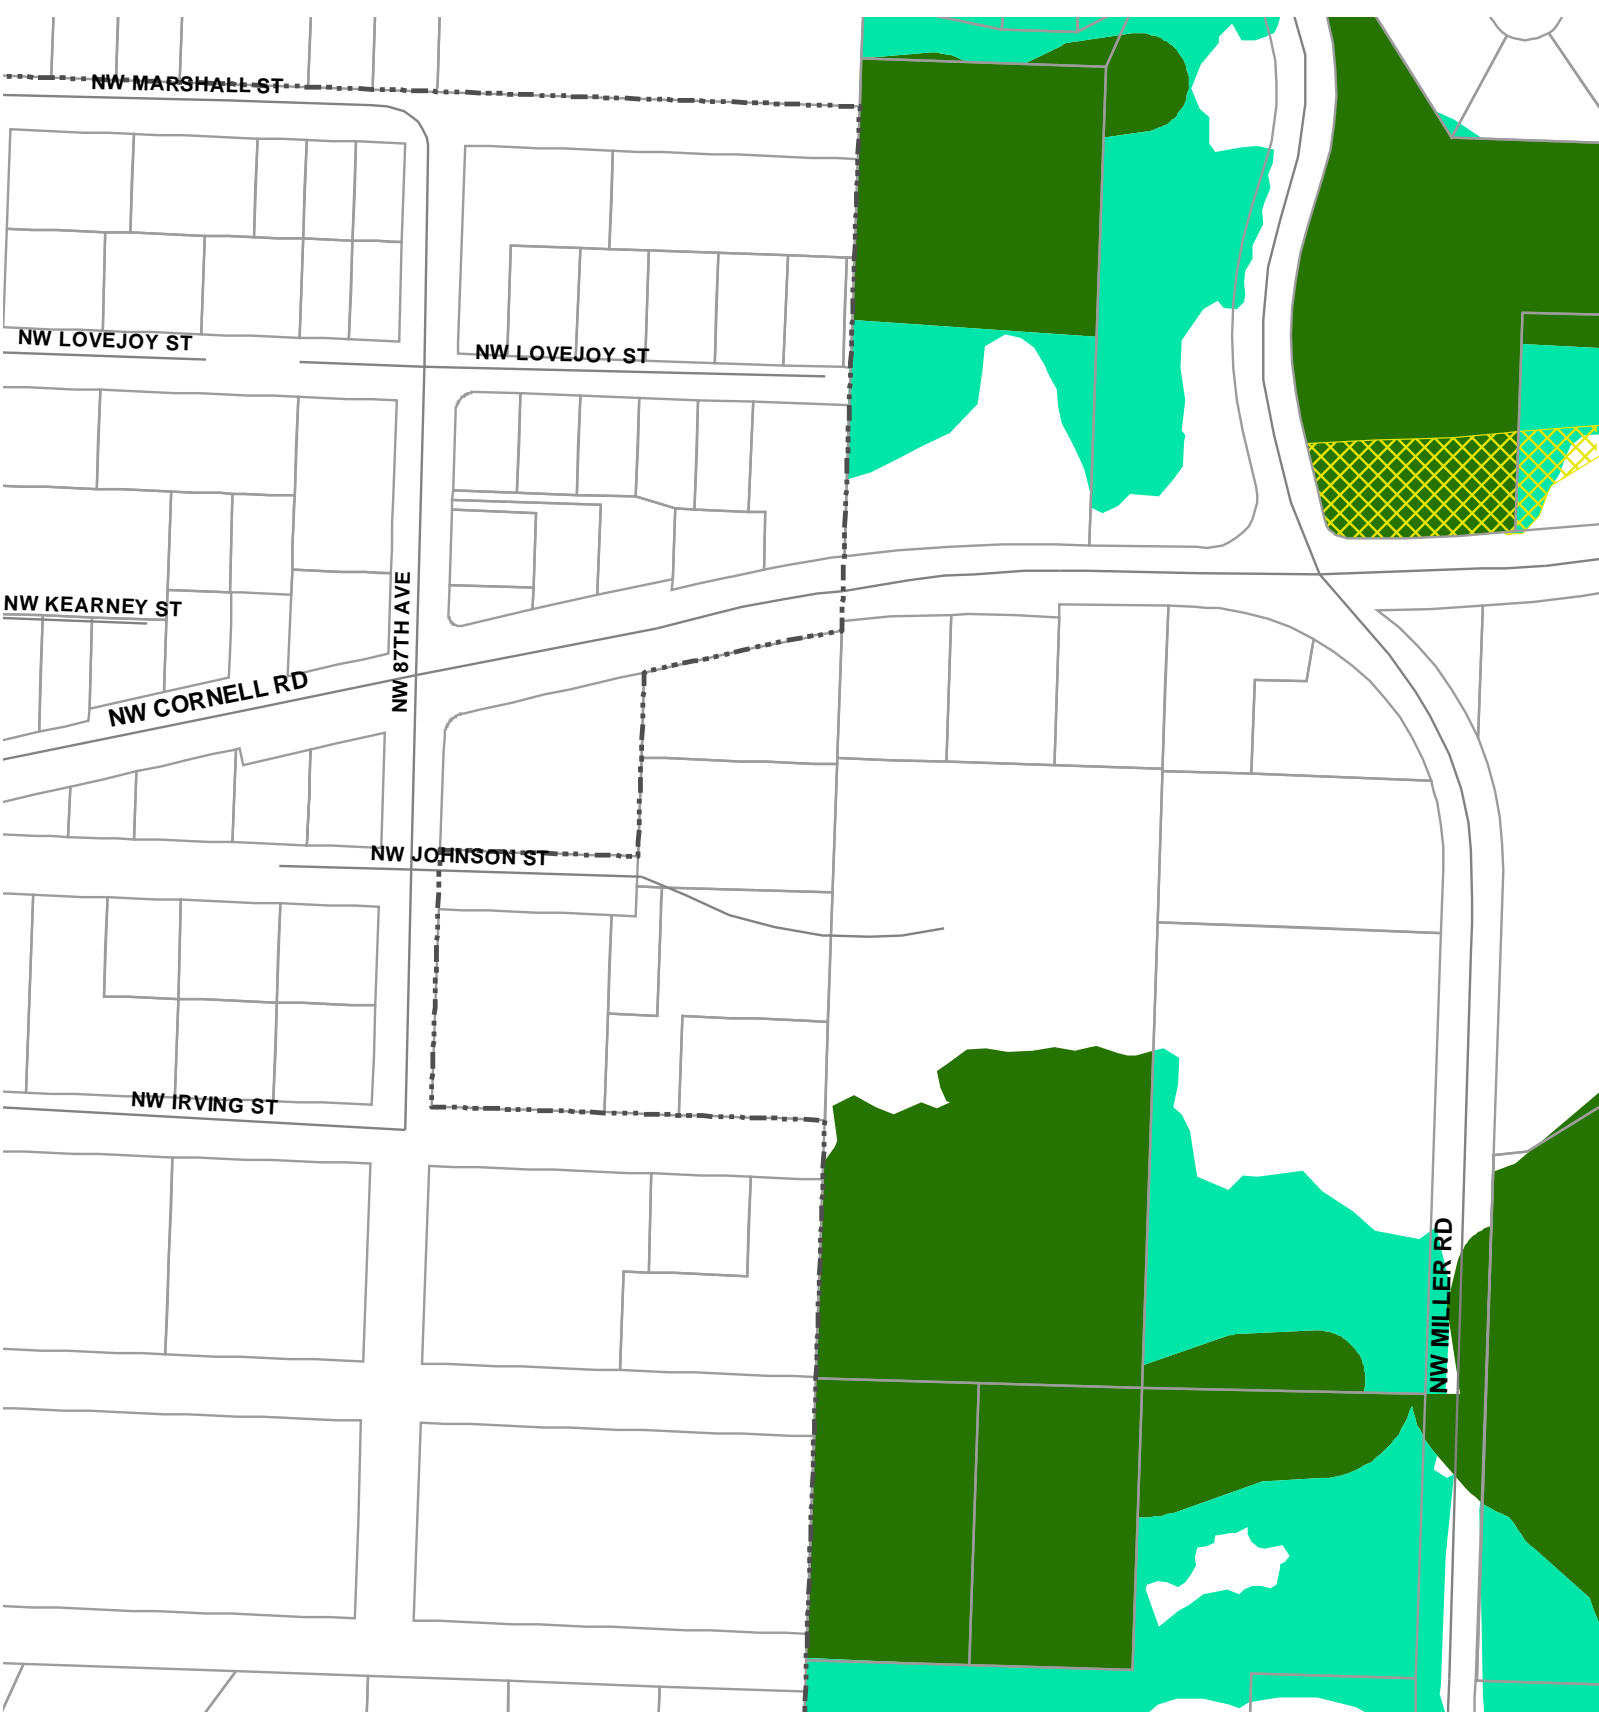 NW MARSHALL ST
NW LOVEJOY ST
NW LOVEJOY ST
NW KEARNEY ST
NW 87TH AVE
NW CORNELL RD
NW JOHNSON ST
NW IRVING ST
NW MILLER RD